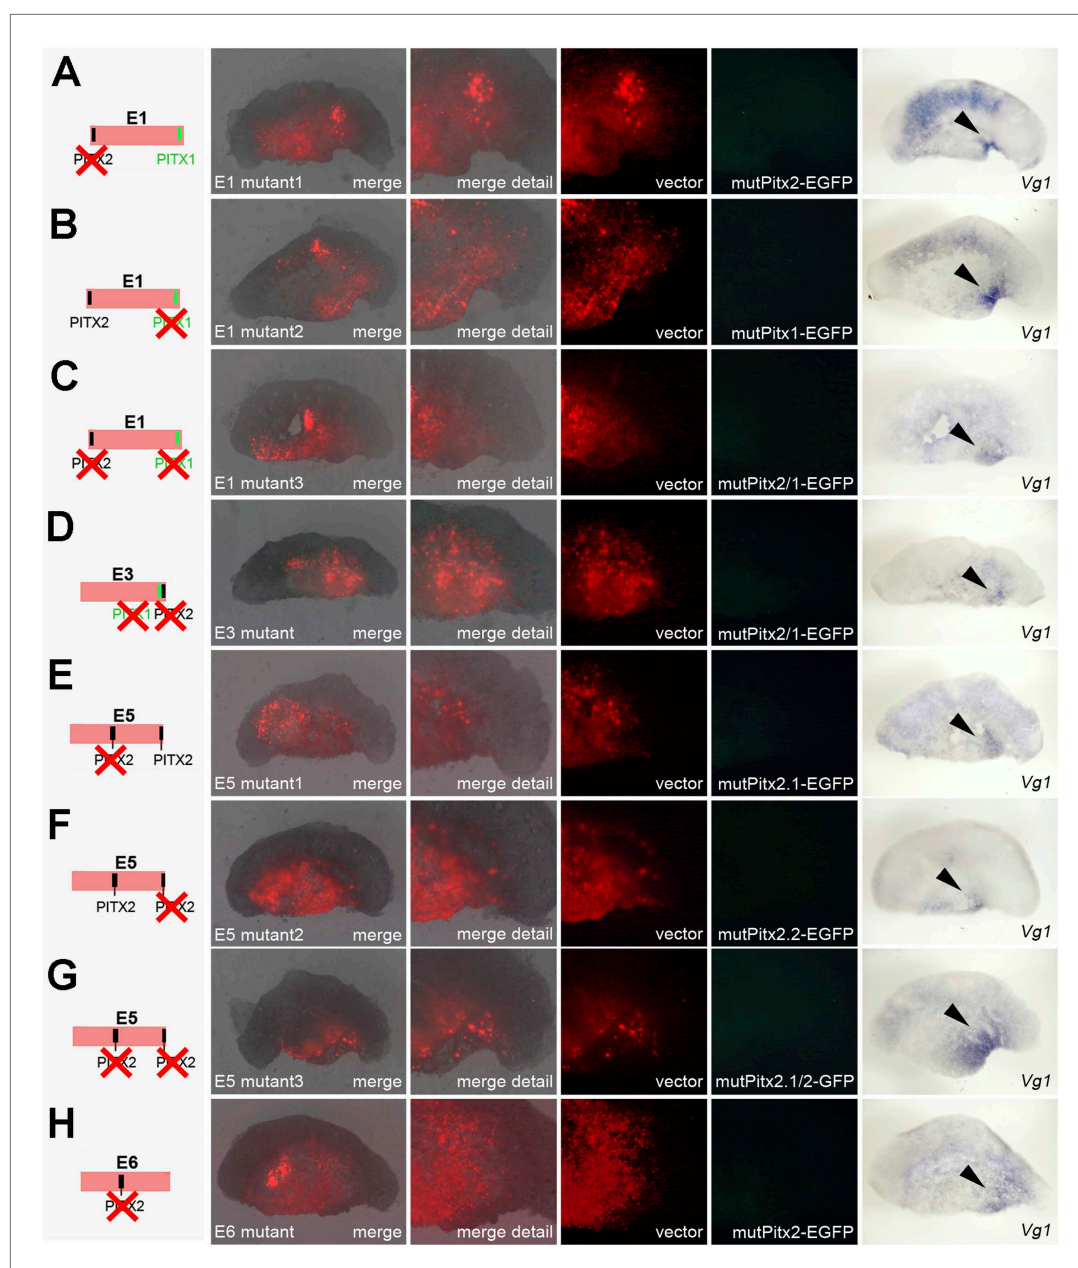 A
E1
PITX2 PITX1
E1 mutant1 merge merge detail vector mutPitx2-EGFP Vg1
B
E1
PITX2 PITX1
E1 mutant2 merge merge detail vector mutPitx1-EGFP Vg1
C
E1
PITX2 PITX1
E1 mutant3 merge merge detail vector mutPitx2/1-EGFP Vg1
D
E3
PITX1 PITX2
E3 mutant merge merge detail vector mutPitx2/1-EGFP Vg1
E
E5
PITX2 PITX2
E5 mutant1 merge merge detail vector mutPitx2.1-EGFP Vg1
F
E5
PITX2 PITX2
E5 mutant2 merge merge detail vector mutPitx2.2-EGFP Vg1
G
E5
PITX2 PITX2
E5 mutant3 merge merge detail vector mutPitx2.1/2-GFP Vg1
H
E6
PITX2
E6 mutant merge merge detail vector mutPitx2-EGFP Vg1